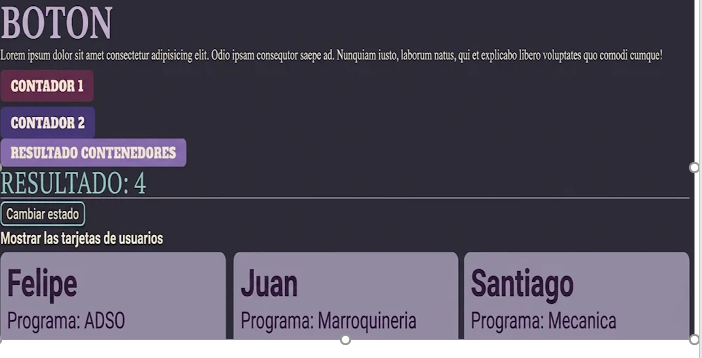 BOTON
Lorem ipsum dolor sit amet consectetur adipisicing elit. Odio ipsam consequtor saepe ad. Nunquiam iusto, laborum natus, qui et explicabo libero voluptates quo comodi cumque!
CONTADOR 1
CONTADOR 2
RESULTADO CONTENEDORES
RESULTADO: 4
Cambiar estado
Mostrar las tarjetas de usuarios
Felipe Juan Santiago
Programa: ADSO Programa: Marroquineria Programa: Mecanica